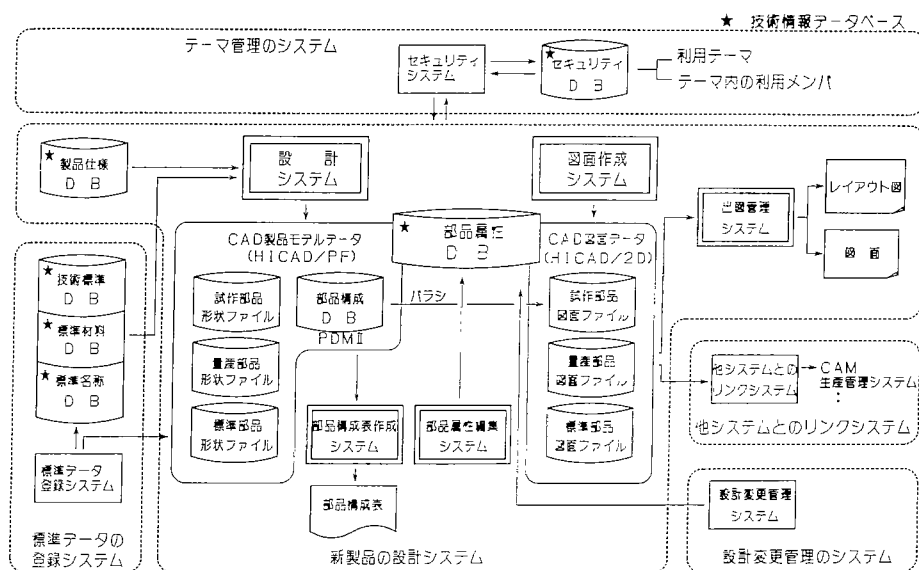 ★ 技術情報データベース
テーマ管理のシステム
セキュリティ
システム
★ セキュリティ
D B
利用テーマ
テーマ内の利用メンバ
★ 製品仕様
D B
設 計
システム
図面作成
システム
出図管理
システム
レイアウト図
図 面
CAD製品モデルデータ
(HICAD/PF)
★ 部品属性
D B
CAD図面データ
(HICAD/2D)
試作部品
形状ファイル
部品構成
D B
PDMⅡ
バラシ
試作部品
図面ファイル
量産部品
形状ファイル
量産部品
図面ファイル
標準部品
形状ファイル
部品構成表作成
システム
部品属性編集
システム
標準部品
図面ファイル
部品構成表
新製品の設計システム
★ 技術標準
D B
★ 標準材料
D B
★ 標準名称
D B
標準データ
登録システム
標準データの
登録システム
他システムとの
リンクシステム
CAM
生産管理システム
:
他システムとのリンクシステム
設計変更管理
システム
設計変更管理のシステム